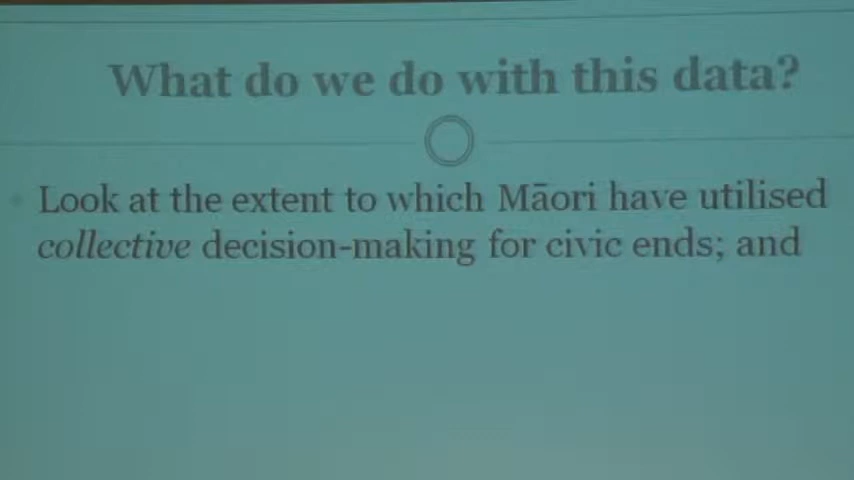 What do we do with this data?
Look at the extent to which Māori have utilised
collective decision-making for civic ends; and